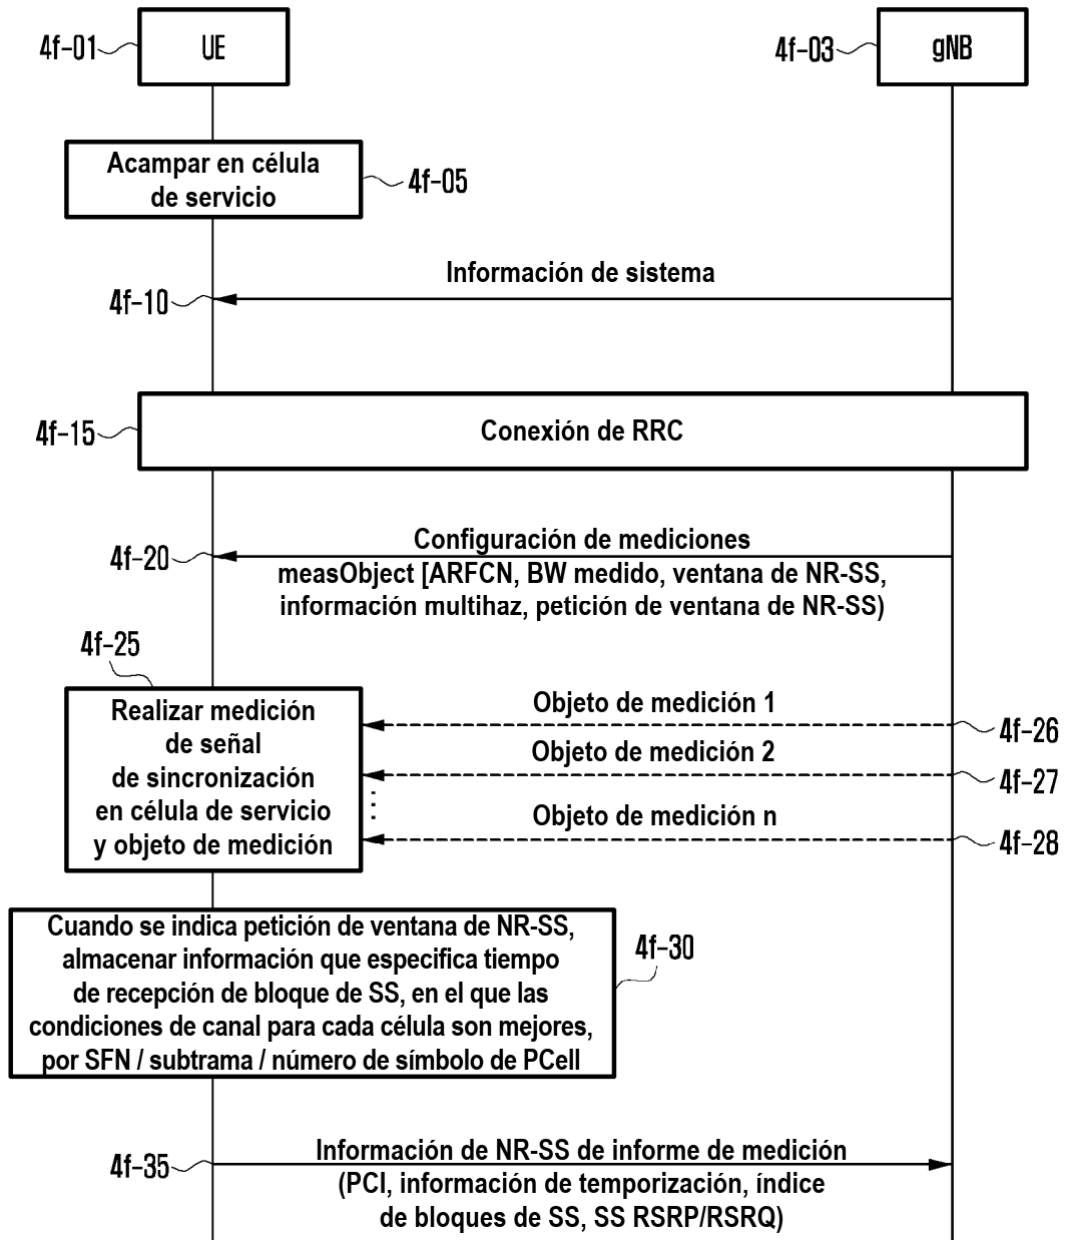 4f-01
UE
4f-03
gNB
Acampar en célula
de servicio
4f-05
Información de sistema
4f-10
4f-15
Conexión de RRC
Configuración de mediciones
4f-20
measObject [ARFCN, BW medido, ventana de NR-SS,
información multihaz, petición de ventana de NR-SS)
4f-25
Realizar medición
de señal
de sincronización
en célula de servicio
y objeto de medición
Objeto de medición 1
4f-26
Objeto de medición 2
4f-27
Objeto de medición n
4f-28
Cuando se indica petición de ventana de NR-SS,
almacenar información que especifica tiempo
de recepción de bloque de SS, en el que las
condiciones de canal para cada célula son mejores,
por SFN / subtrama / número de símbolo de PCell
4f-30
4f-35
Información de NR-SS de informe de medición
(PCI, información de temporización, índice
de bloques de SS, SS RSRP/RSRQ)